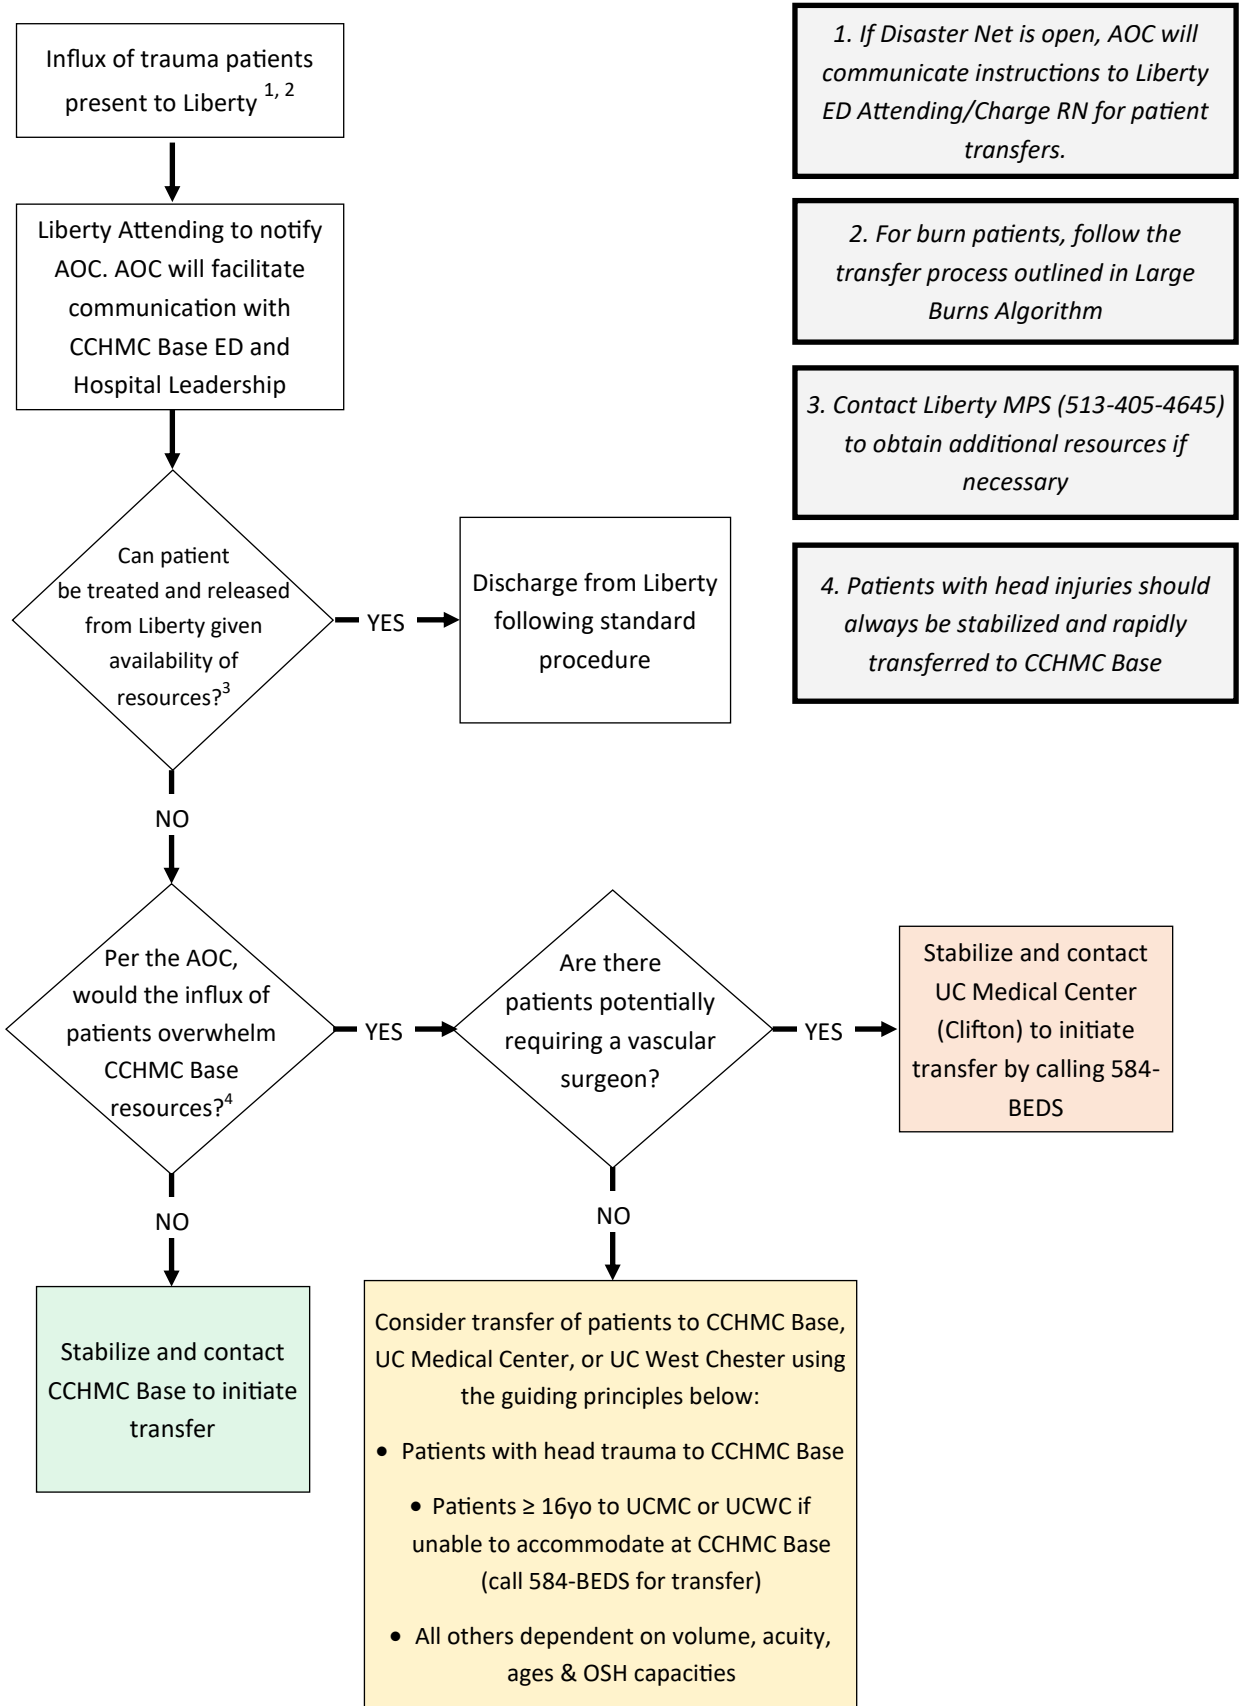 Influx of trauma patients
present to Liberty 1, 2
Liberty Attending to notify
AOC. AOC will facilitate
communication with
CCHMC Base ED and
Hospital Leadership
Can patient
be treated and released
from Liberty given
availability of
resources?3
YES
Discharge from Liberty
following standard
procedure
NO
Per the AOC,
would the influx of
patients overwhelm
CCHMC Base
resources?4
YES
Are there
patients potentially
requiring a vascular
surgeon?
YES
Stabilize and contact
UC Medical Center
(Clifton) to initiate
transfer by calling 584-
BEDS
NO
Stabilize and contact
CCHMC Base to initiate
transfer
NO
Consider transfer of patients to CCHMC Base,
UC Medical Center, or UC West Chester using
the guiding principles below:
• Patients with head trauma to CCHMC Base
• Patients ≥ 16yo to UCMC or UCWC if
unable to accommodate at CCHMC Base
(call 584-BEDS for transfer)
• All others dependent on volume, acuity,
ages & OSH capacities
1. If Disaster Net is open, AOC will
communicate instructions to Liberty
ED Attending/Charge RN for patient
transfers.
2. For burn patients, follow the
transfer process outlined in Large
Burns Algorithm
3. Contact Liberty MPS (513-405-4645)
to obtain additional resources if
necessary
4. Patients with head injuries should
always be stabilized and rapidly
transferred to CCHMC Base